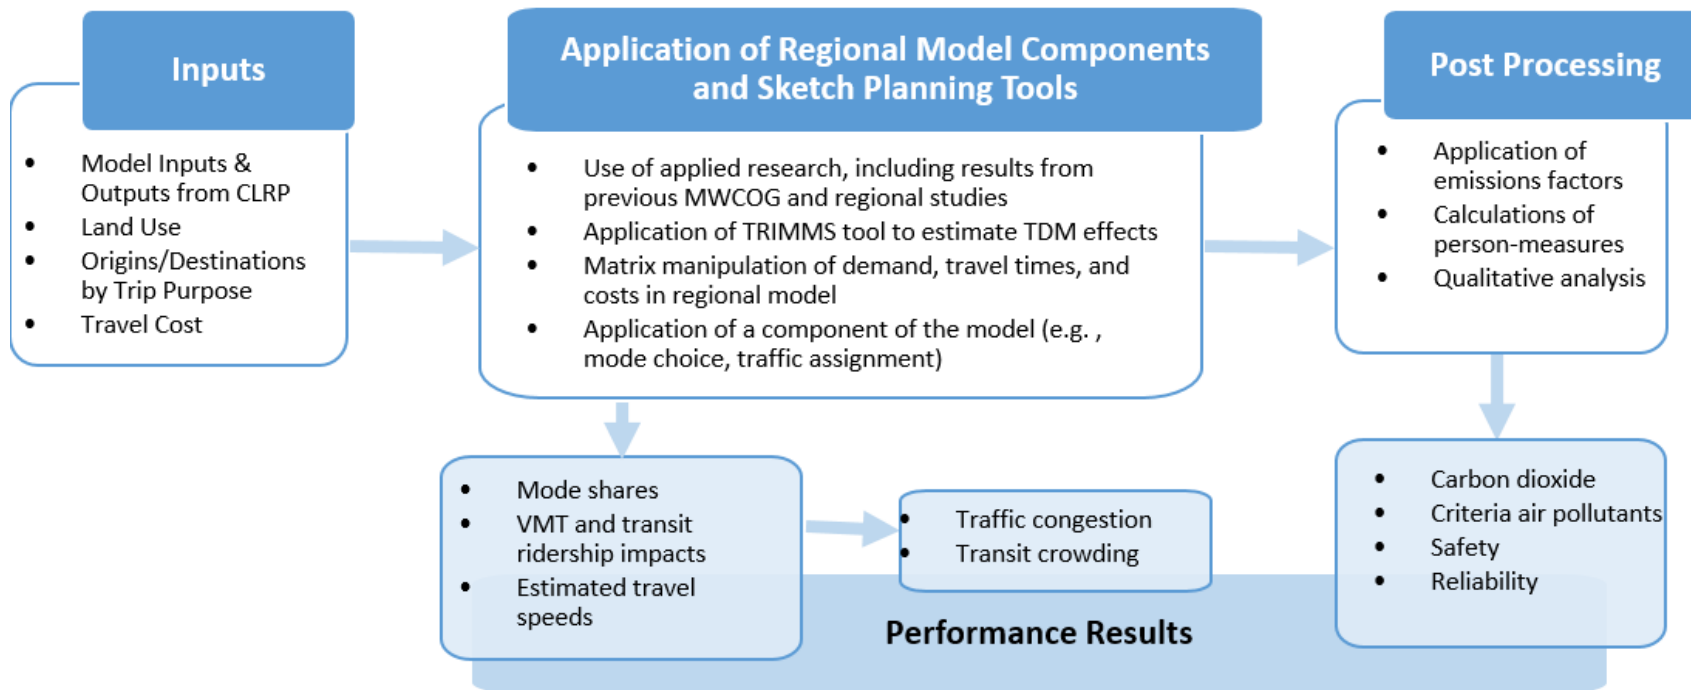 Inputs
• Model Inputs &
Outputs from CLRP
• Land Use
• Origins/Destinations
by Trip Purpose
• Travel Cost
Application of Regional Model Components
and Sketch Planning Tools
• Use of applied research, including results from
previous MWCOG and regional studies
• Application of TRIMMS tool to estimate TDM effects
• Matrix manipulation of demand, travel times, and
costs in regional model
• Application of a component of the model (e.g. ,
mode choice, traffic assignment)
Post Processing
• Application of
emissions factors
• Calculations of
person-measures
• Qualitative analysis
• Mode shares
• VMT and transit
ridership impacts
• Estimated travel
speeds
• Traffic congestion
• Transit crowding
• Carbon dioxide
• Criteria air pollutants
• Safety
• Reliability
Performance Results